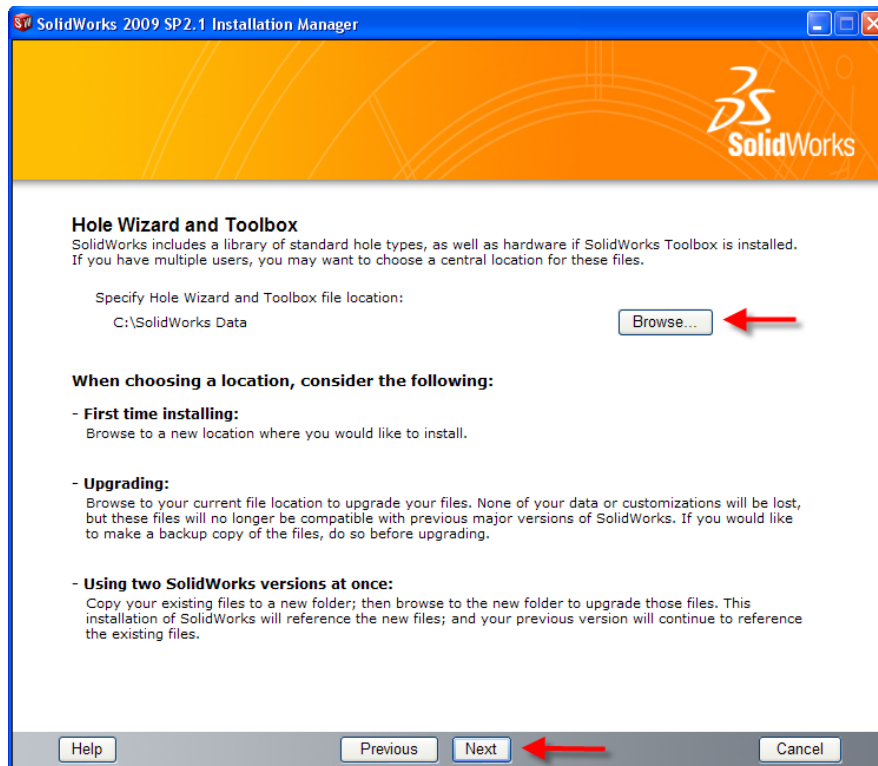 SolidWorks 2009 SP2.1 Installation Manager
SolidWorks
Hole Wizard and Toolbox
SolidWorks includes a library of standard hole types, as well as hardware if SolidWorks Toolbox is installed.
If you have multiple users, you may want to choose a central location for these files.
Specify Hole Wizard and Toolbox file location:
C:\SolidWorks Data
Browse...
When choosing a location, consider the following:
- First time installing:
Browse to a new location where you would like to install.
- Upgrading:
Browse to your current file location to upgrade your files. None of your data or customizations will be lost,
but these files will no longer be compatible with previous major versions of SolidWorks. If you would like
to make a backup copy of the files, do so before upgrading.
- Using two SolidWorks versions at once:
Copy your existing files to a new folder; then browse to the new folder to upgrade those files. This
installation of SolidWorks will reference the new files; and your previous version will continue to reference
the existing files.
Help
Previous
Next
Cancel